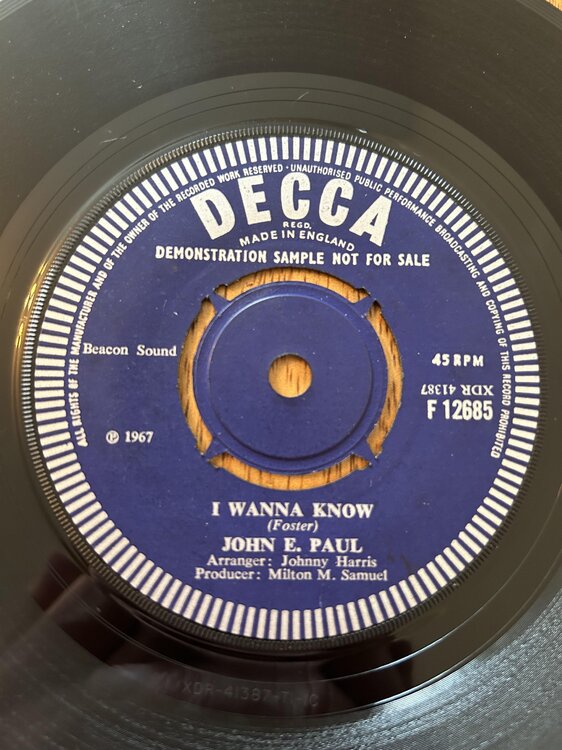 ALL RIGHTS OF THE MANUFACTURER AND OF THE OWNER OF THE RECORDED WORK RESERVED · UNAUTHORISED PUBLIC PERFORMANCE BROADCASTING AND COPYING OF THIS RECORD PROHIBITED
DECCA
REGD.
MADE IN ENGLAND
DEMONSTRATION SAMPLE NOT FOR SALE
Beacon Sound
45 RPM
XDR 41387
F 12685
℗ 1967
I WANNA KNOW
(Foster)
JOHN E. PAUL
Arranger: Johnny Harris
Producer: Milton M. Samuel